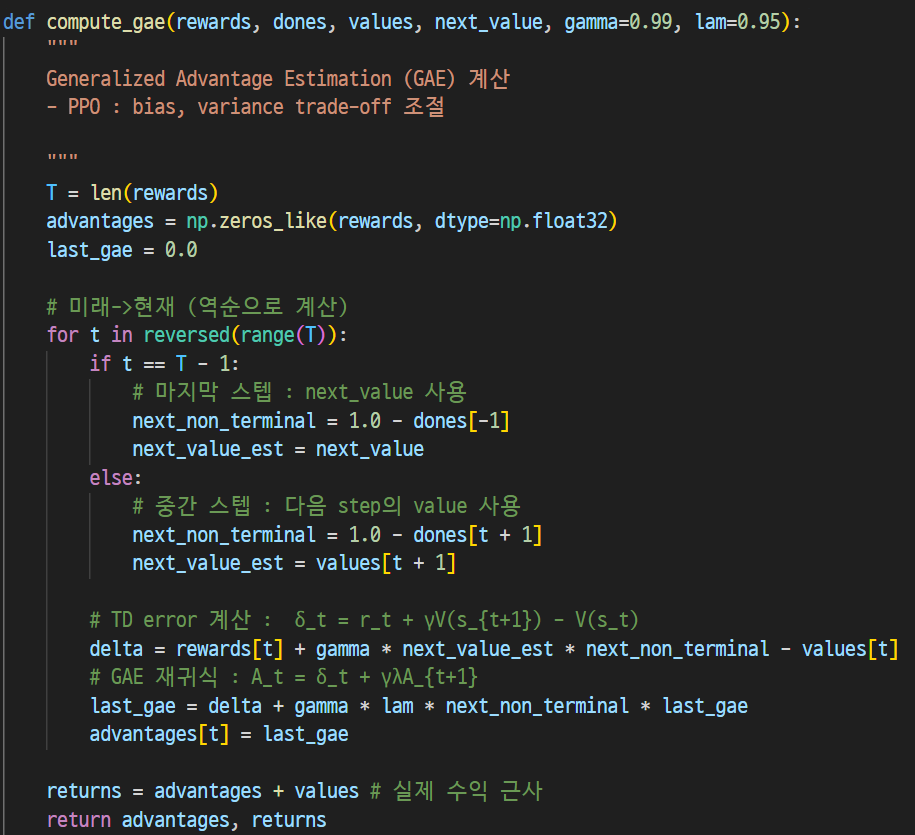 def compute_gae(rewards, dones, values, next_value, gamma=0.99, lam=0.95):
    """
    Generalized Advantage Estimation (GAE) 계산
    - PPO : bias, variance trade-off 조절

    """
    T = len(rewards)
    advantages = np.zeros_like(rewards, dtype=np.float32)
    last_gae = 0.0

    # 미래->현재 (역순으로 계산)
    for t in reversed(range(T)):
        if t == T - 1:
            # 마지막 스텝 : next_value 사용
            next_non_terminal = 1.0 - dones[-1]
            next_value_est = next_value
        else:
            # 중간 스텝 : 다음 step의 value 사용
            next_non_terminal = 1.0 - dones[t + 1]
            next_value_est = values[t + 1]

        # TD error 계산 :  δ_t = r_t + γV(s_{t+1}) - V(s_t)
        delta = rewards[t] + gamma * next_value_est * next_non_terminal - values[t]
        # GAE 재귀식 : A_t = δ_t + γλA_{t+1}
        last_gae = delta + gamma * lam * next_non_terminal * last_gae
        advantages[t] = last_gae

    returns = advantages + values # 실제 수익 근사
    return advantages, returns